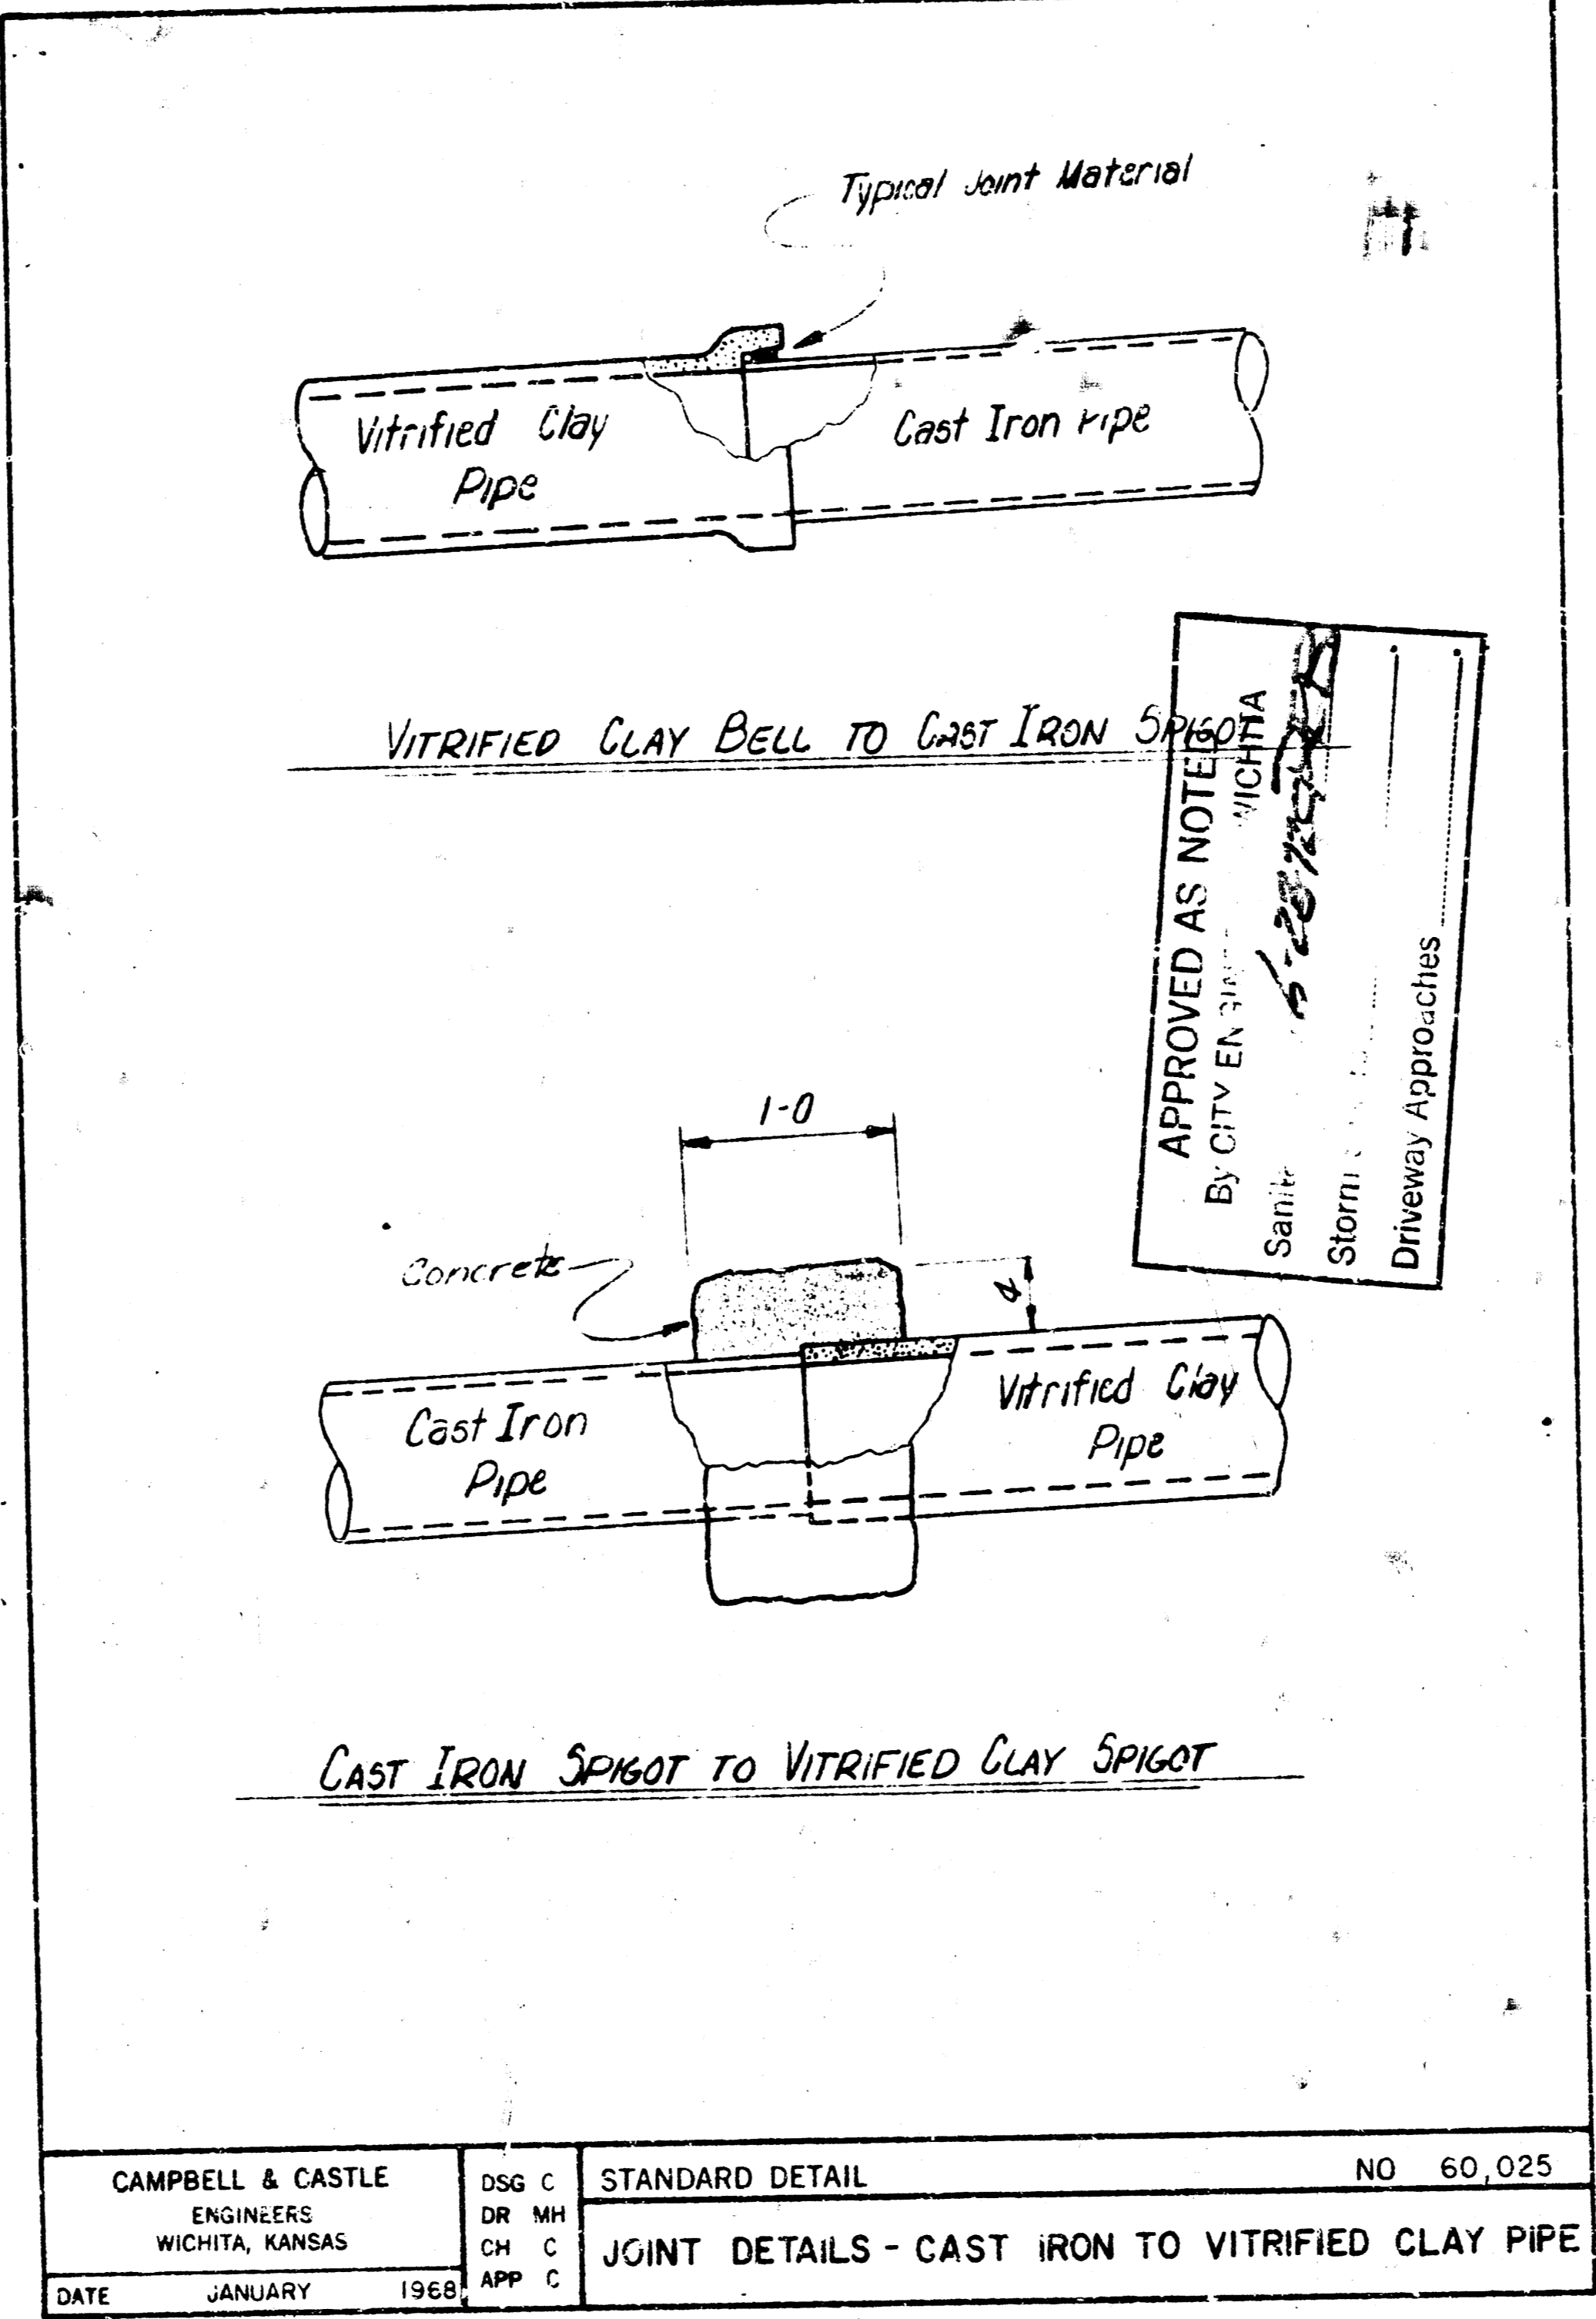 Typical Joint Material
Vitrified Clay
Pipe
Cast Iron Pipe
VITRIFIED CLAY BELL TO CAST IRON SPIGOT
APPROVED AS NOTED
By CITY WICHITA
Storm
Driveway Approaches
1-0
Concrete
4
Cast Iron
Pipe
Vitrified Clay
Pipe
CAST IRON SPIGOT TO VITRIFIED CLAY SPIGOT
CAMPBELL & CASTLE
ENGINEERS
WICHITA, KANSAS
DATE JANUARY 1968
DSG C
DR MH
CH C
APP C
STANDARD DETAIL NO 60,025
JOINT DETAILS - CAST IRON TO VITRIFIED CLAY PIPE